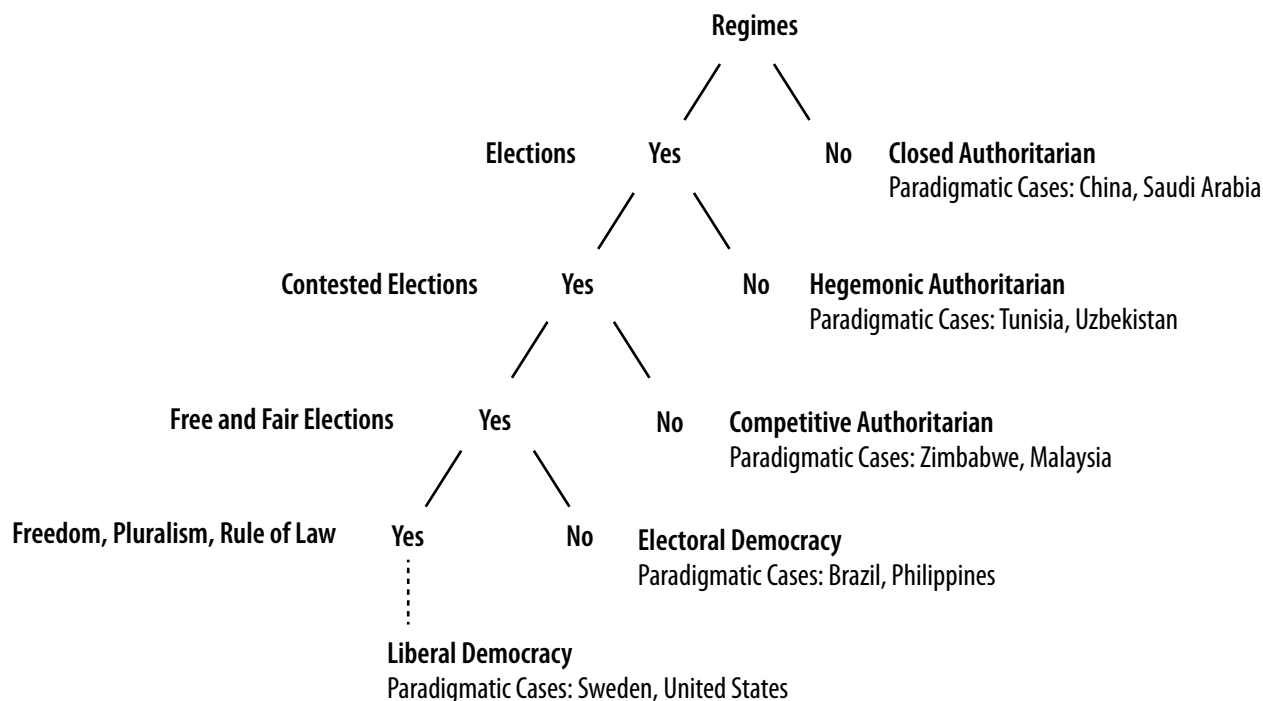 Regimes
Elections Yes No Closed Authoritarian
Paradigmatic Cases: China, Saudi Arabia
Contested Elections Yes No Hegemonic Authoritarian
Paradigmatic Cases: Tunisia, Uzbekistan
Free and Fair Elections Yes No Competitive Authoritarian
Paradigmatic Cases: Zimbabwe, Malaysia
Freedom, Pluralism, Rule of Law Yes No Electoral Democracy
Paradigmatic Cases: Brazil, Philippines
Liberal Democracy
Paradigmatic Cases: Sweden, United States